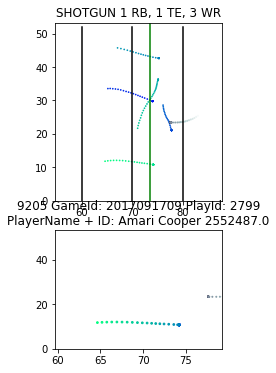 SHOTGUN 1 RB, 1 TE, 3 WR
50
40
30
20
10
0
60 70 80
9205 GameId: 2017091709 PlayId: 2799
PlayerName + ID: Amari Cooper 2552487.0
40
20
0
60 65 70 75